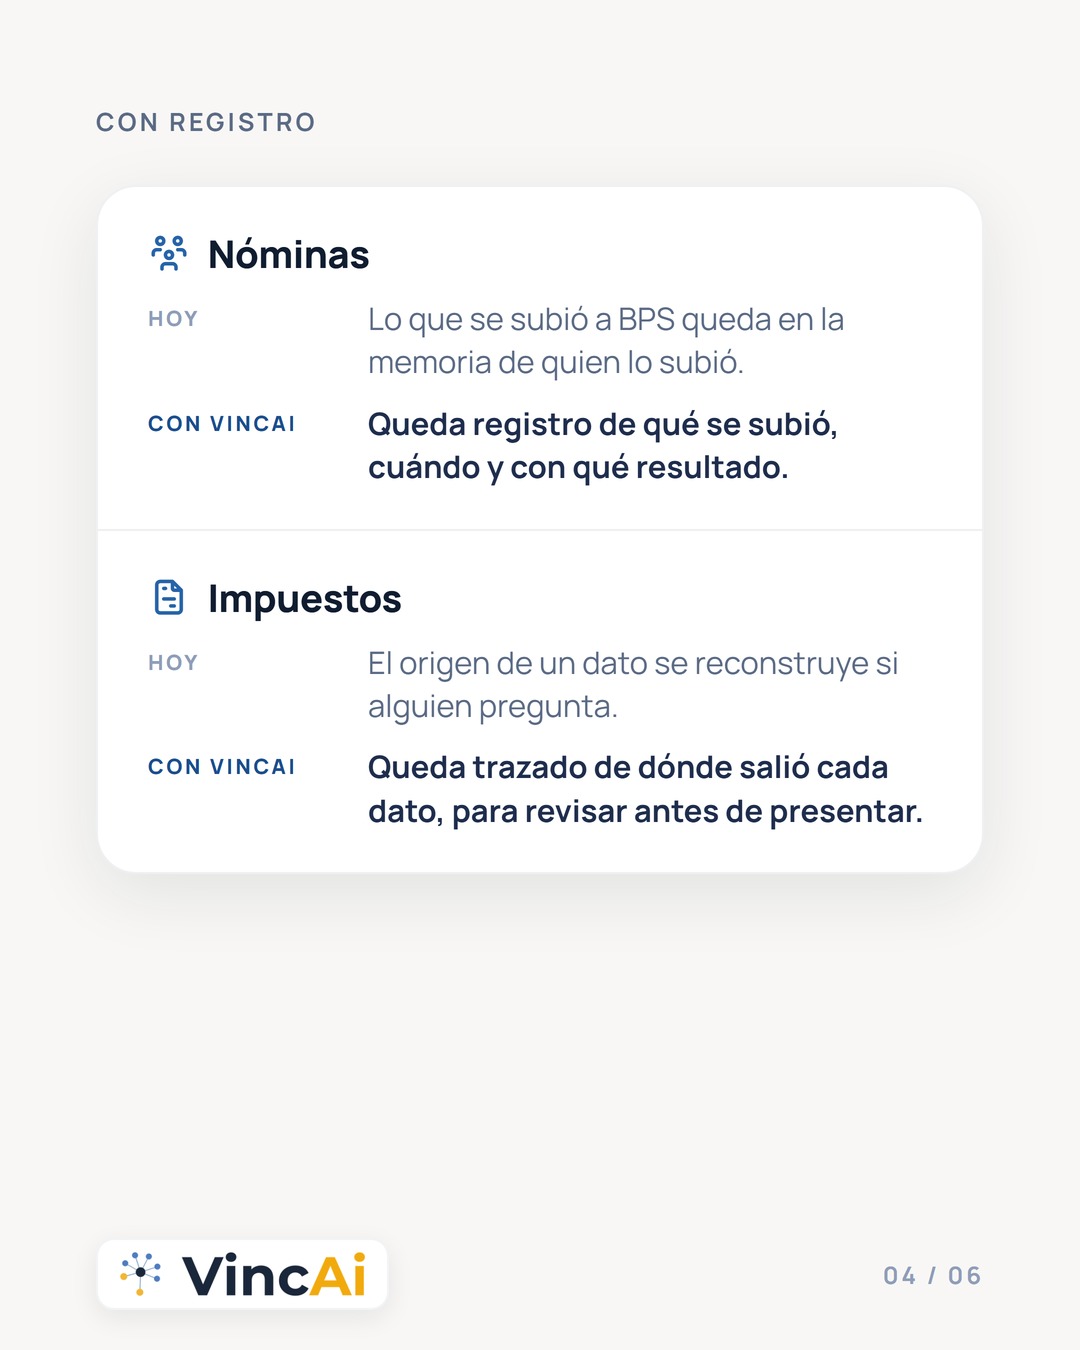 CON REGISTRO
Nóminas
HOY
Lo que se subió a BPS queda en la
memoria de quien lo subió.
CON VINCAI
Queda registro de qué se subió,
cuándo y con qué resultado.
Impuestos
HOY
El origen de un dato se reconstruye si
alguien pregunta.
CON VINCAI
Queda trazado de dónde salió cada
dato, para revisar antes de presentar.
VincAi
04 / 06